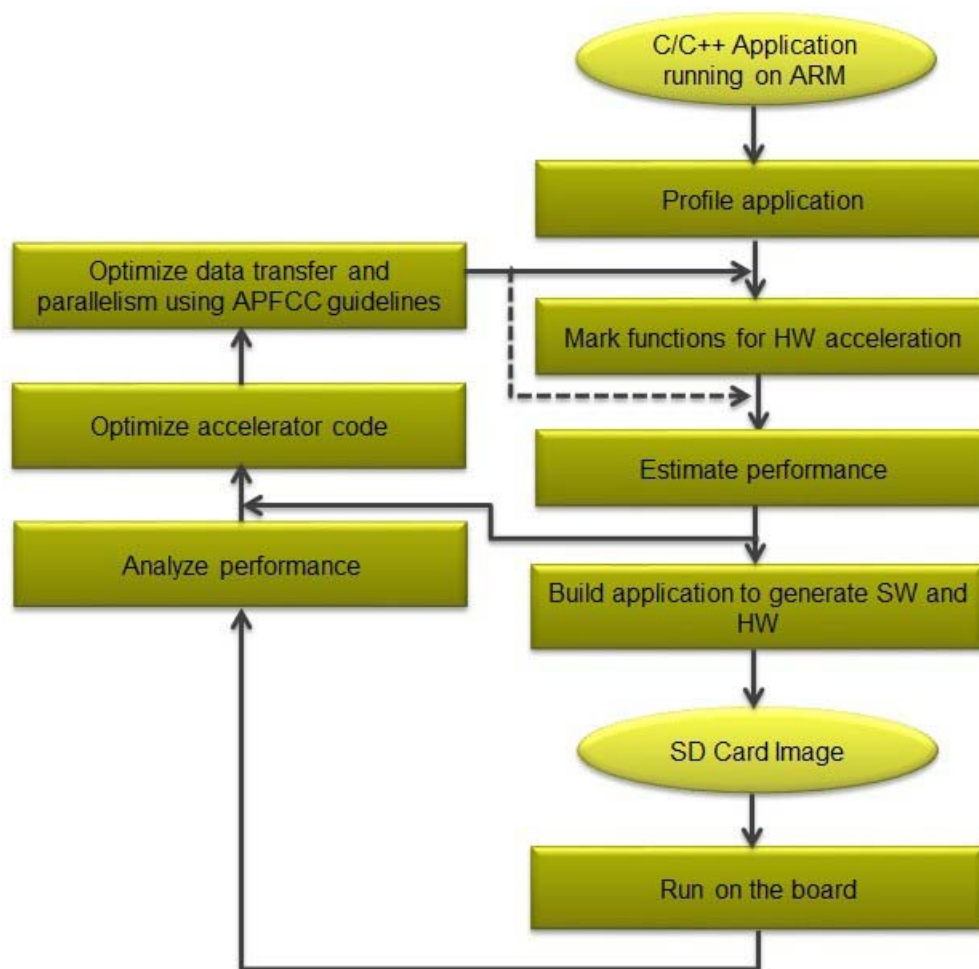 C/C++ Application
running on ARM
Profile application
Optimize data transfer and
parallelism using APFCC guidelines
Mark functions for HW acceleration
Optimize accelerator code
Estimate performance
Analyze performance
Build application to generate SW and
HW
SD Card Image
Run on the board